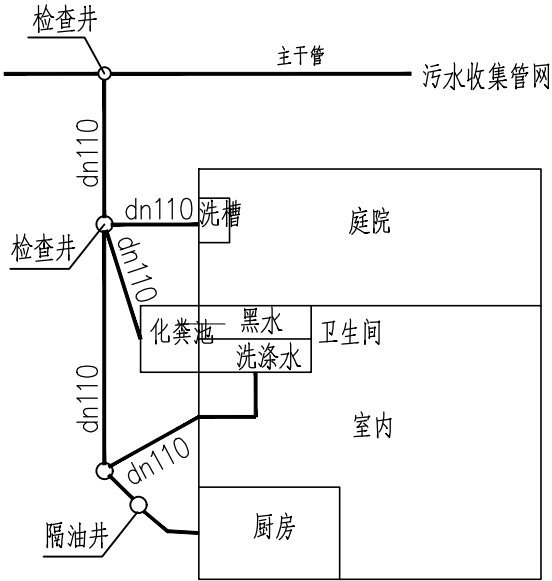 检查井
主干管
污水收集管网
dn110
dn110
洗槽
庭院
检查井
dn110
化粪池
黑水
卫生间
洗涤水
dn110
室内
dn110
隔油井
厨房